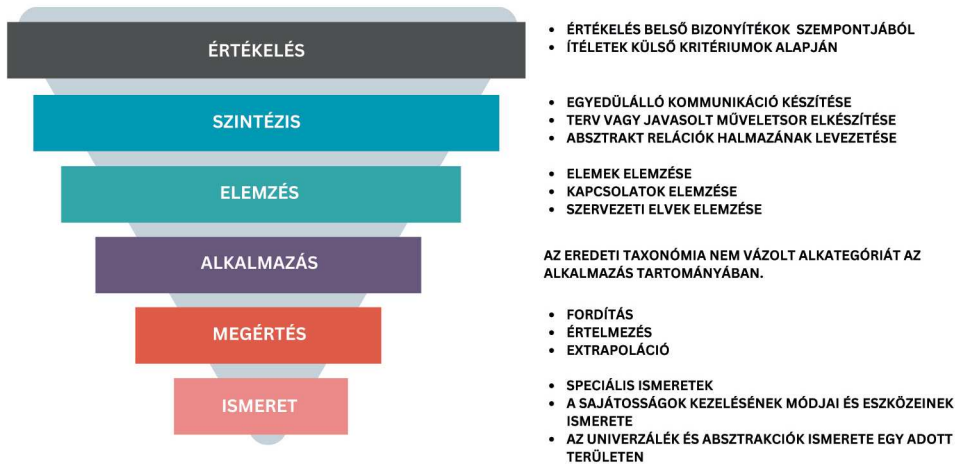 ÉRTÉKELÉS
• ÉRTÉKELÉS BELSŐ BIZONYÍTÉKOK SZEMPONTJÁBÓL
• ÍTÉLETEK KÜLSŐ KRITÉRIUMOK ALAPJÁN
SZINTÉZIS
• EGYEDÜLÁLLÓ KOMMUNIKÁCIÓ KÉSZÍTÉSE
• TERV VAGY JAVASOLT MŰVELETSOR ELKÉSZÍTÉSE
• ABSZTRAKT RELÁCIÓK HALMAZÁNAK LEVEZETÉSE
ELEMZÉS
• ELEMEK ELEMZÉSE
• KAPCSOLATOK ELEMZÉSE
• SZERVEZETI ELVEK ELEMZÉSE
ALKALMAZÁS
AZ EREDETI TAXONÓMIA NEM VÁZOLT ALKATEGÓRIÁT AZ
ALKALMAZÁS TARTOMÁNYÁBAN.
MEGÉRTÉS
• FORDÍTÁS
• ÉRTELMEZÉS
• EXTRAPOLÁCIÓ
ISMERET
• SPECIÁLIS ISMERETEK
• A SAJÁTOSSÁGOK KEZELÉSÉNEK MÓDJAI ÉS ESZKÖZEINEK
ISMERETE
• AZ UNIVERZÁLÉK ÉS ABSZTRAKCIÓK ISMERETE EGY ADOTT
TERÜLETEN